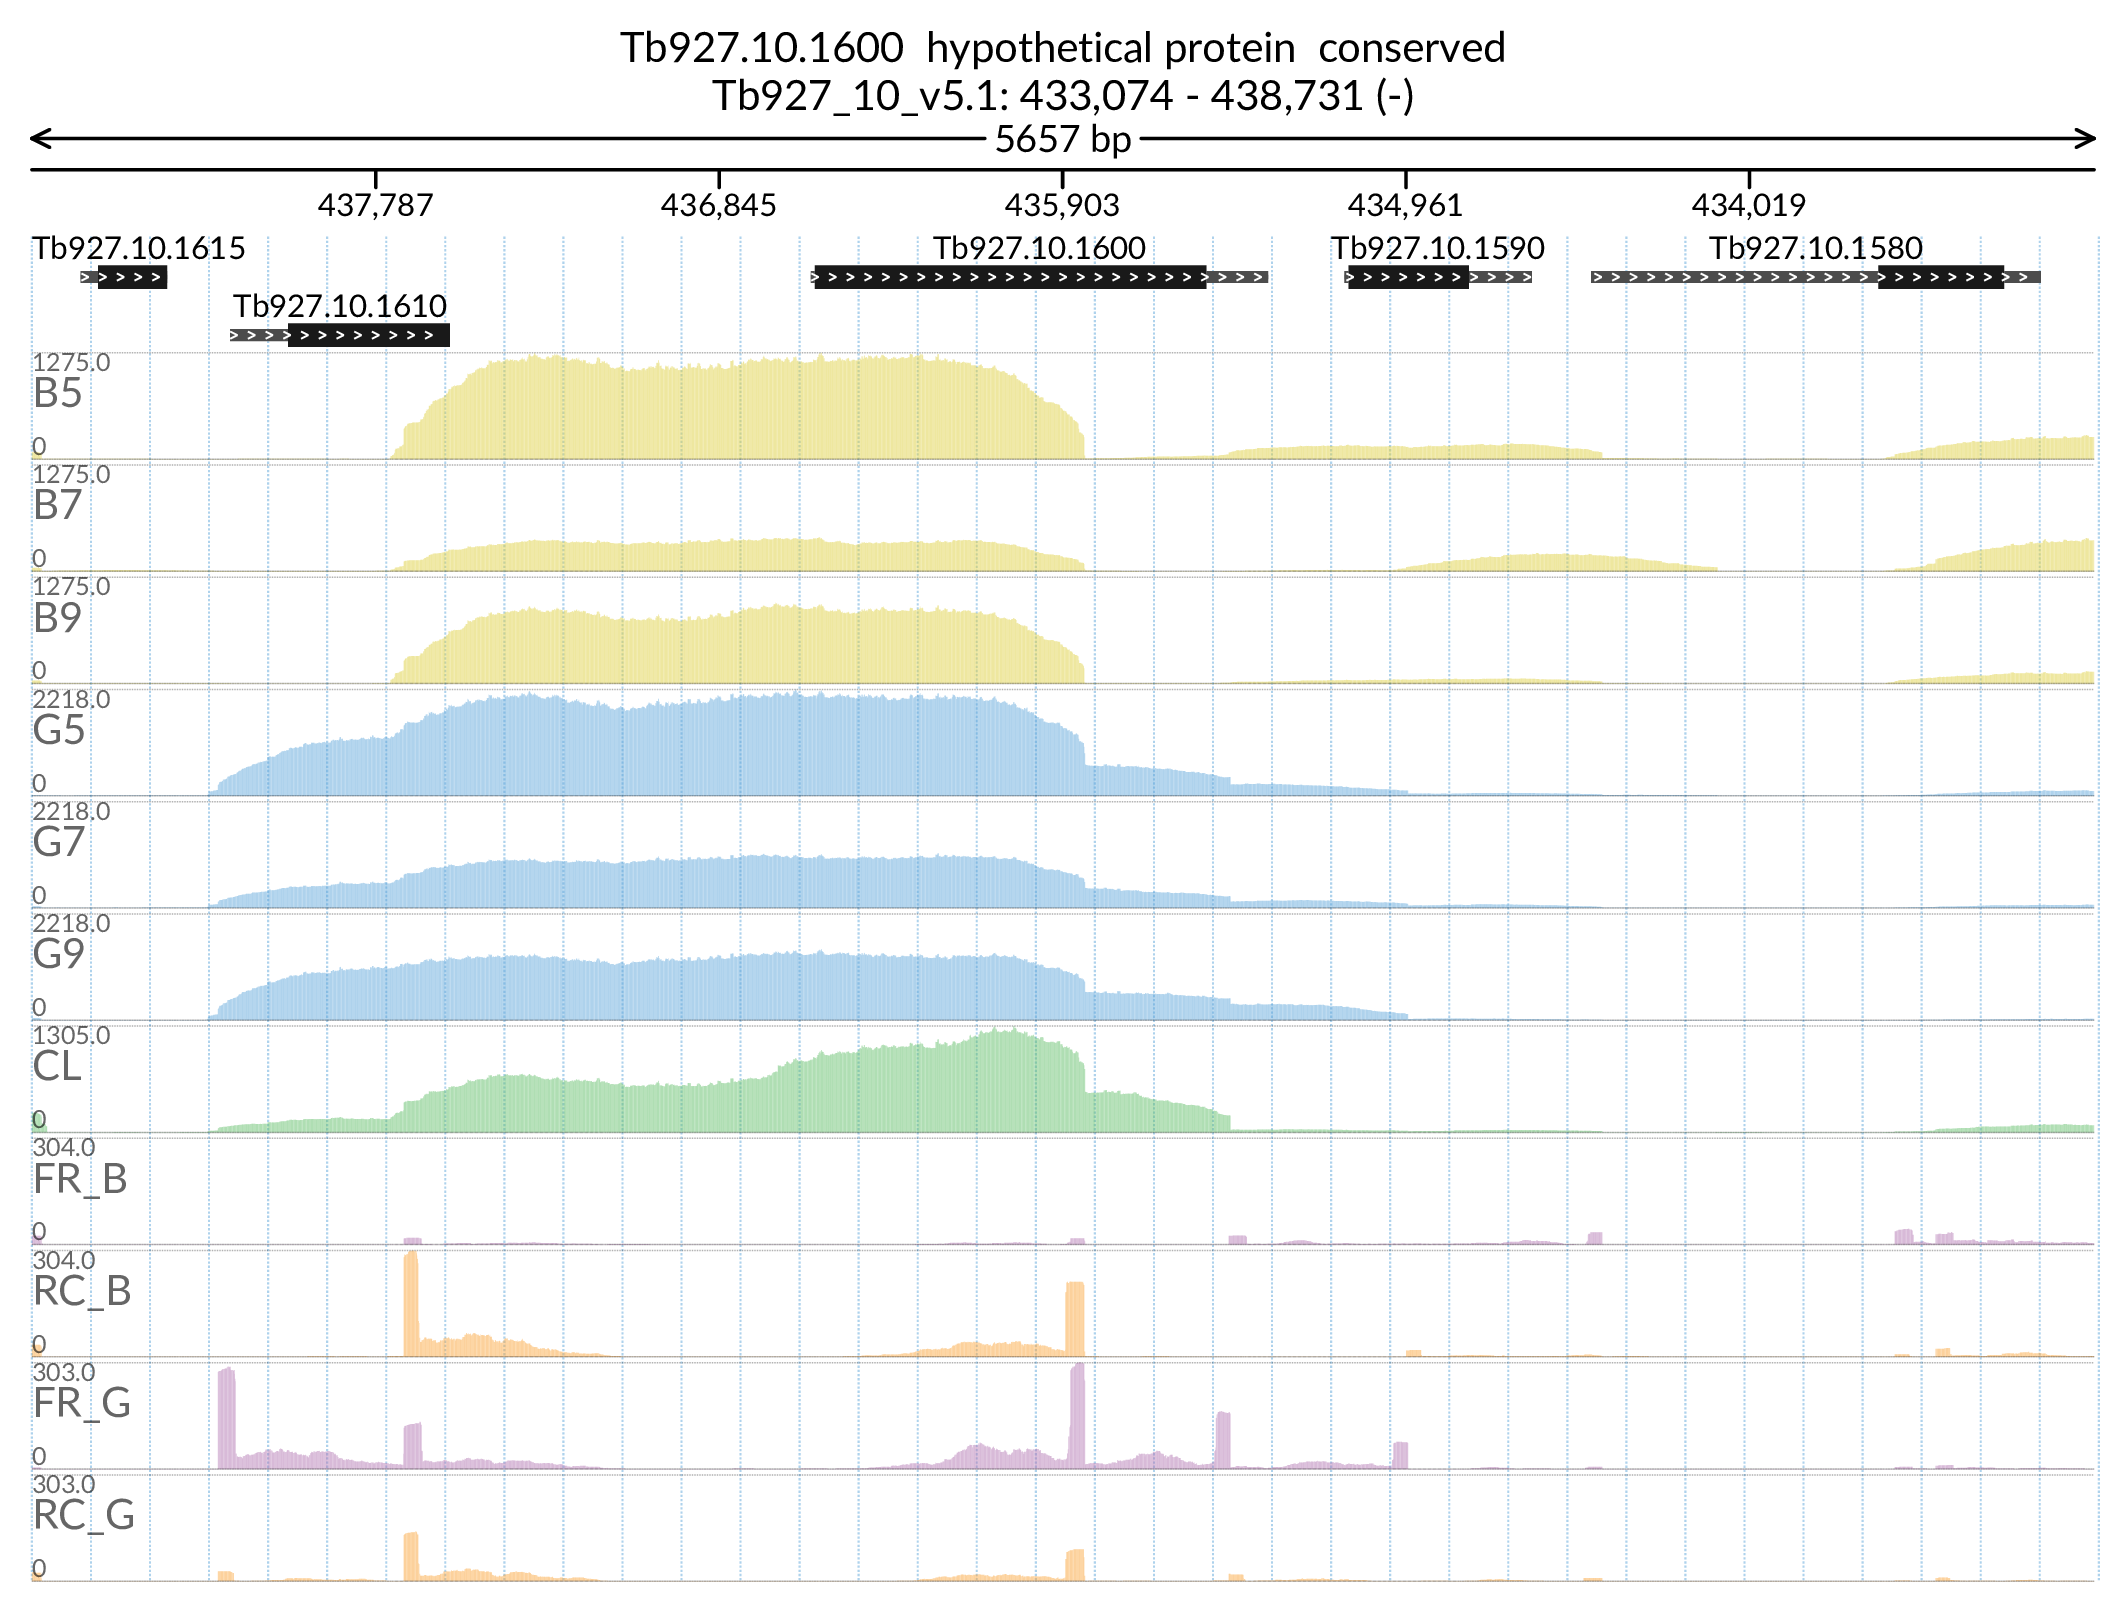 Tb927.10.1600  hypothetical protein  conserved
Tb927_10_v5.1: 433,074 - 438,731 (-)
5657 bp
437,787 436,845 435,903 434,961 434,019
Tb927.10.1615 Tb927.10.1600 Tb927.10.1590 Tb927.10.1580
Tb927.10.1610
1275.0
B5
0
1275.0
B7
0
1275.0
B9
0
2218.0
G5
0
2218.0
G7
0
2218.0
G9
0
1305.0
CL
0
304.0
FR_B
0
304.0
RC_B
0
303.0
FR_G
0
303.0
RC_G
0